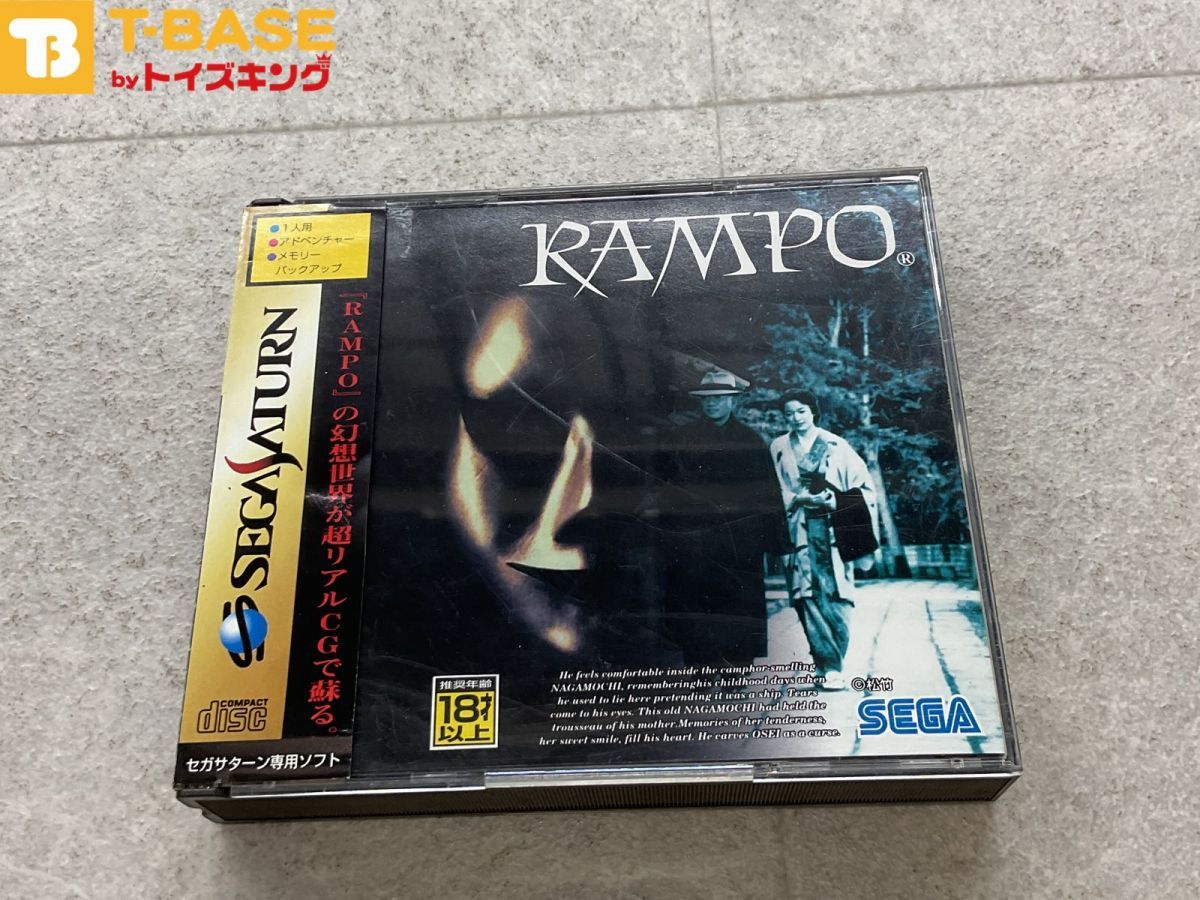 TB
T-BASE
byトイズキング
1人用
アドベンチャー
メモリー
バックアップ
SEGA SATURN
『RAMPO』の幻想世界が超リアルCGで蘇る。
COMPACT
disc
セガサターン専用ソフト
RAMPO®
推奨年齢
18才
以上
He feels comfortable inside the camphor-smelling
NAGAMOCHI, rememberinghis childhood days when
he used to lie here pretending it was a ship. Tears
come to his eyes. This old NAGAMOCHI had held the
trousseau of his mother.Memories of her tenderness,
her sweet smile, fill his heart. He carves OSEI as a curse.
©松竹
SEGA